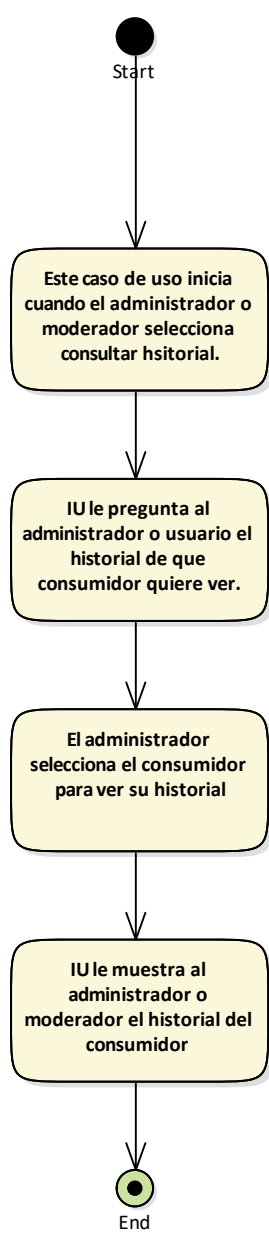 Start
Este caso de uso inicia
cuando el administrador o
moderador selecciona
consultar hsitorial.
IU le pregunta al
administrador o usuario el
historial de que
consumidor quiere ver.
El administrador
selecciona el consumidor
para ver su historial
IU le muestra al
administrador o
moderador el historial del
consumidor
End